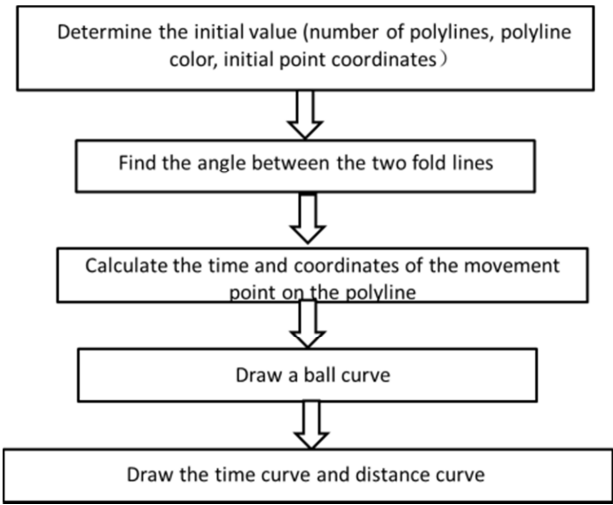 Determine the initial value (number of polylines, polyline
color, initial point coordinates）
Find the angle between the two fold lines
Calculate the time and coordinates of the movement
point on the polyline
Draw a ball curve
Draw the time curve and distance curve